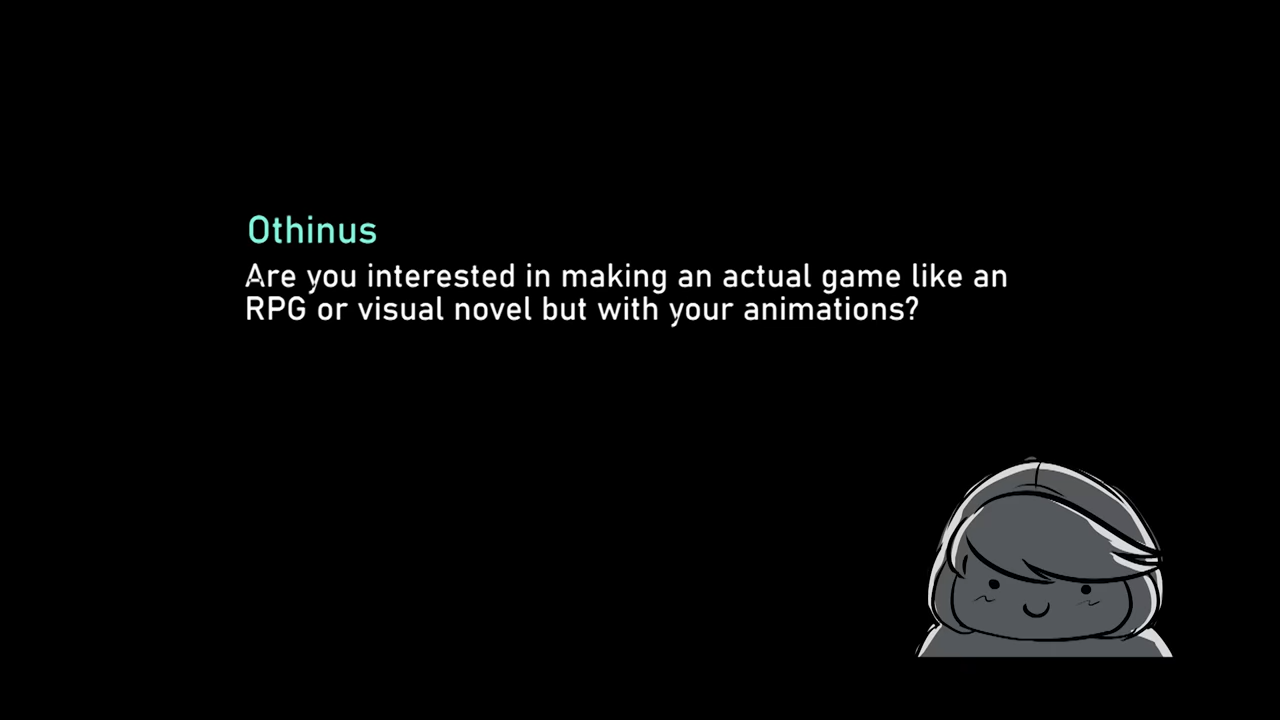 Othinus
Are you interested in making an actual game like an
RPG or visual novel but with your animations?